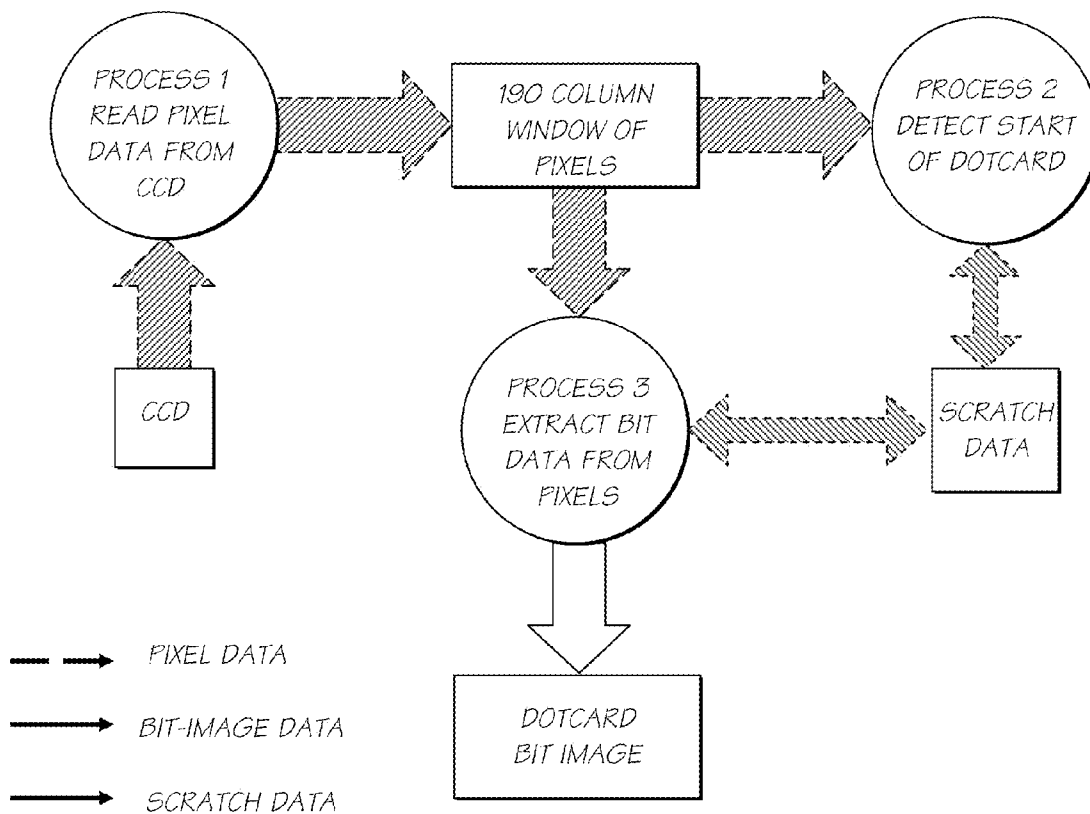 PROCESS 1
READ PIXEL
DATA FROM
CCD
190 COLUMN
WINDOW OF
PIXELS
PROCESS 2
DETECT START
OF DOTCARD
CCD
PROCESS 3
EXTRACT BIT
DATA FROM
PIXELS
SCRATCH
DATA
PIXEL DATA
BIT-IMAGE DATA
SCRATCH DATA
DOTCARD
BIT IMAGE